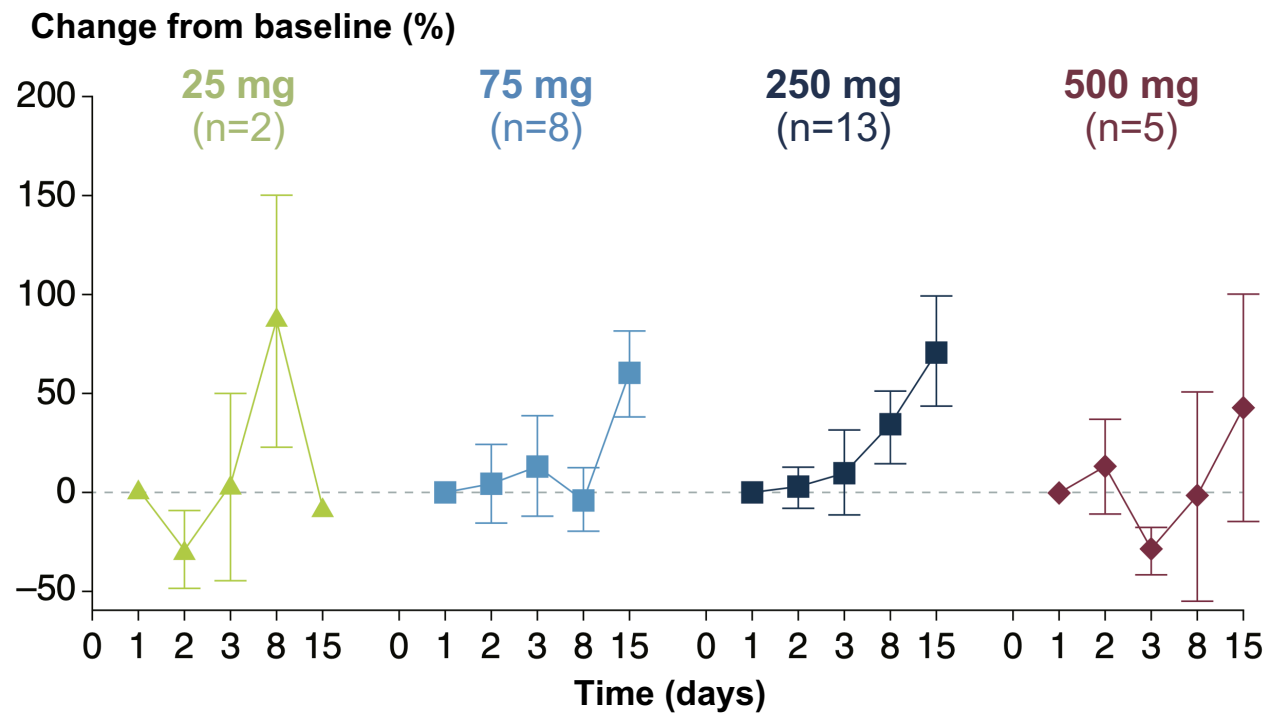 Change from baseline (%)
25 mg 75 mg 250 mg 500 mg
(n=2) (n=8) (n=13) (n=5)
200
150
100
50
0
–50
0 1 2 3 8 15 0 1 2 3 8 15 0 1 2 3 8 15 0 1 2 3 8 15
Time (days)